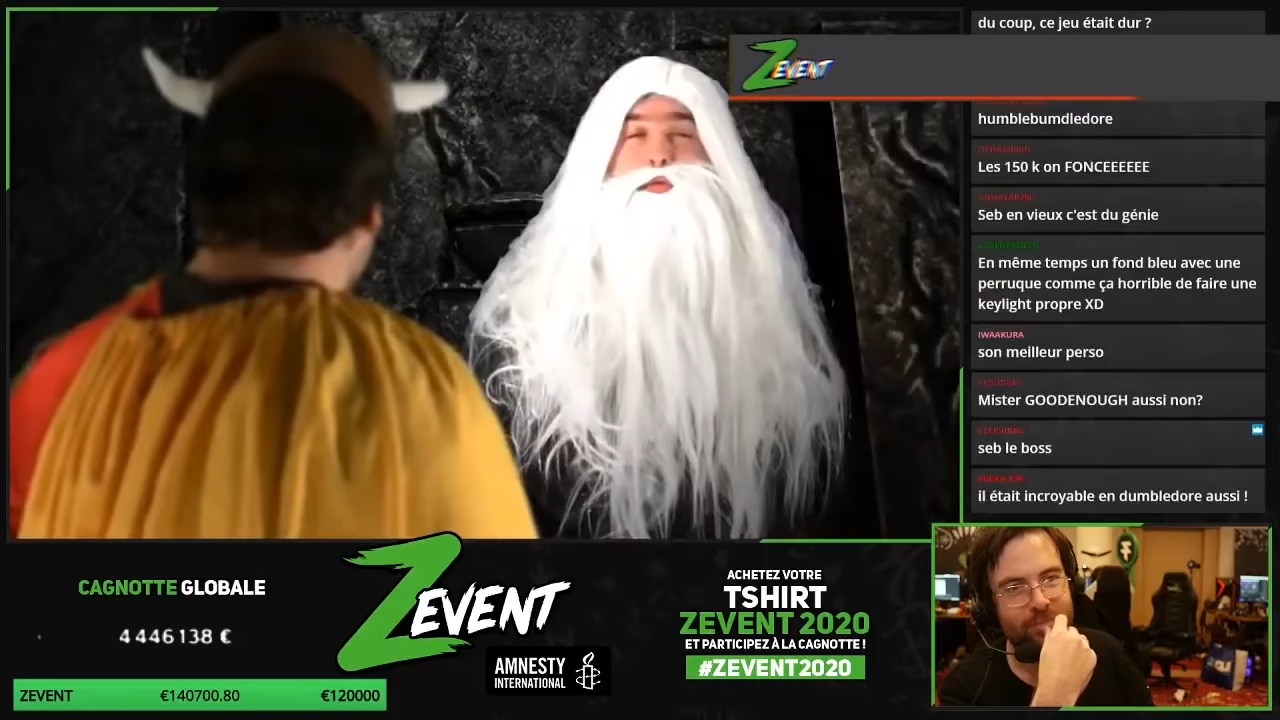 du coup, ce jeu était dur ?
ZEVENT
humblebumdledore
Les 150 k on FONCEEEEEE
Seb en vieux c'est du génie
En même temps un fond bleu avec une
perruque comme ça horrible de faire une
keylight propre XD
IWAAKURA
son meilleur perso
Mister GOODENOUGH aussi non?
seb le boss
il était incroyable en dumbledore aussi !
CAGNOTTE GLOBALE
4 446 138 €
ZEVENT
€140700.80
€120000
ZEVENT
AMNESTY
INTERNATIONAL
ACHETEZ VOTRE
TSHIRT
ZEVENT 2020
ET PARTICIPEZ À LA CAGNOTTE !
#ZEVENT2020